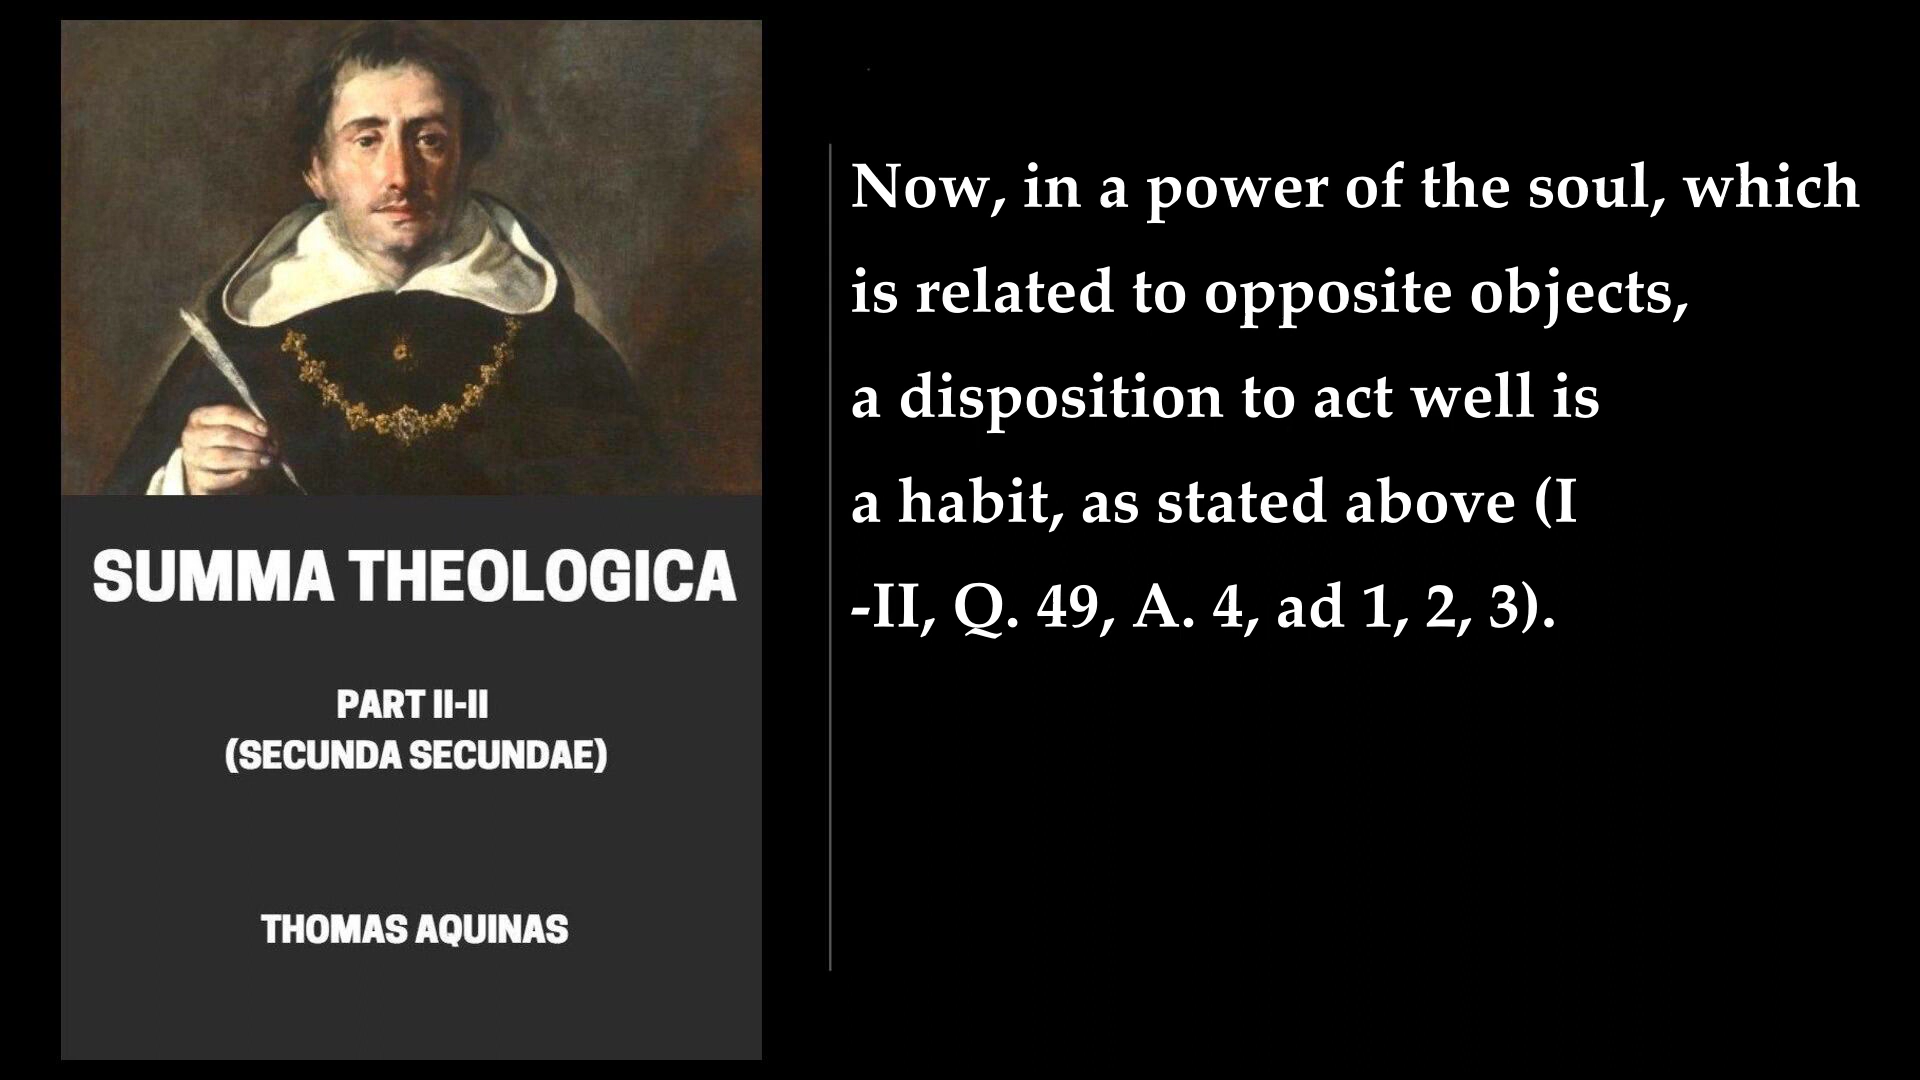 SUMMA THEOLOGICA
PART II-II
(SECUNDA SECUNDAE)
THOMAS AQUINAS
Now, in a power of the soul, which
is related to opposite objects,
a disposition to act well is
a habit, as stated above (I
-II, Q. 49, A. 4, ad 1, 2, 3).